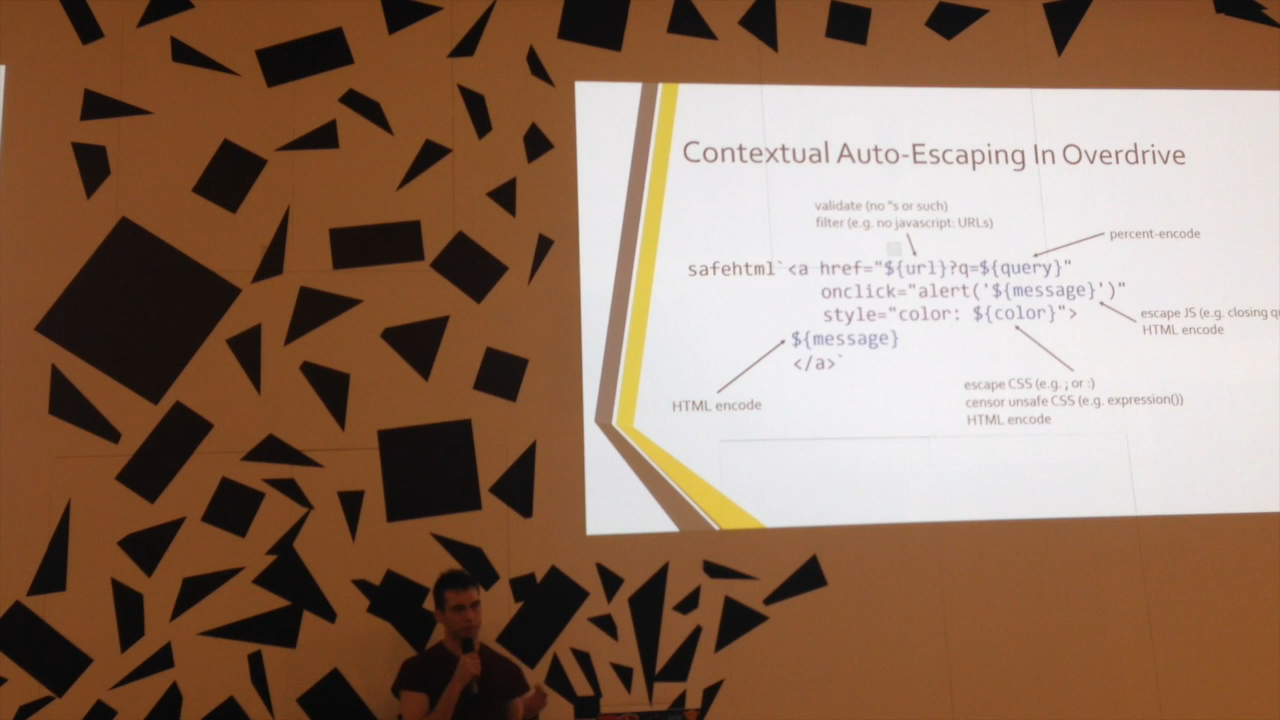 Contextual Auto-Escaping In Overdrive
validate (no "s or such)
filter (e.g. no javascript: URLs)
percent-encode
safehtml`<a href="${url}?q=${query}"
onclick="alert('${message}')"
style="color: ${color}">
${message}
</a>`
escape JS (e.g. closing
HTML encode
HTML encode
escape CSS (e.g. ; or :)
censor unsafe CSS (e.g. expression())
HTML encode